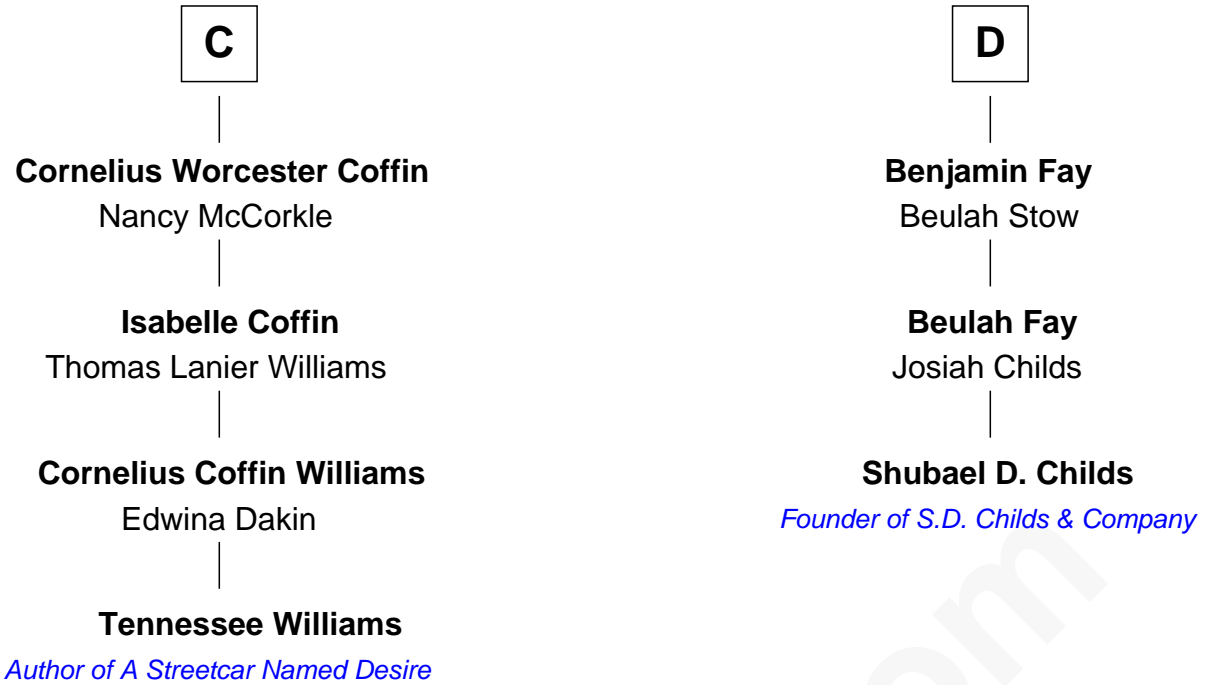 C
Cornelius Worcester Coffin
Nancy McCorkle
Isabelle Coffin
Thomas Lanier Williams
Cornelius Coffin Williams
Edwina Dakin
Tennessee Williams
Author of A Streetcar Named Desire
D
Benjamin Fay
Beulah Stow
Beulah Fay
Josiah Childs
Shubael D. Childs
Founder of S.D. Childs & Company
om